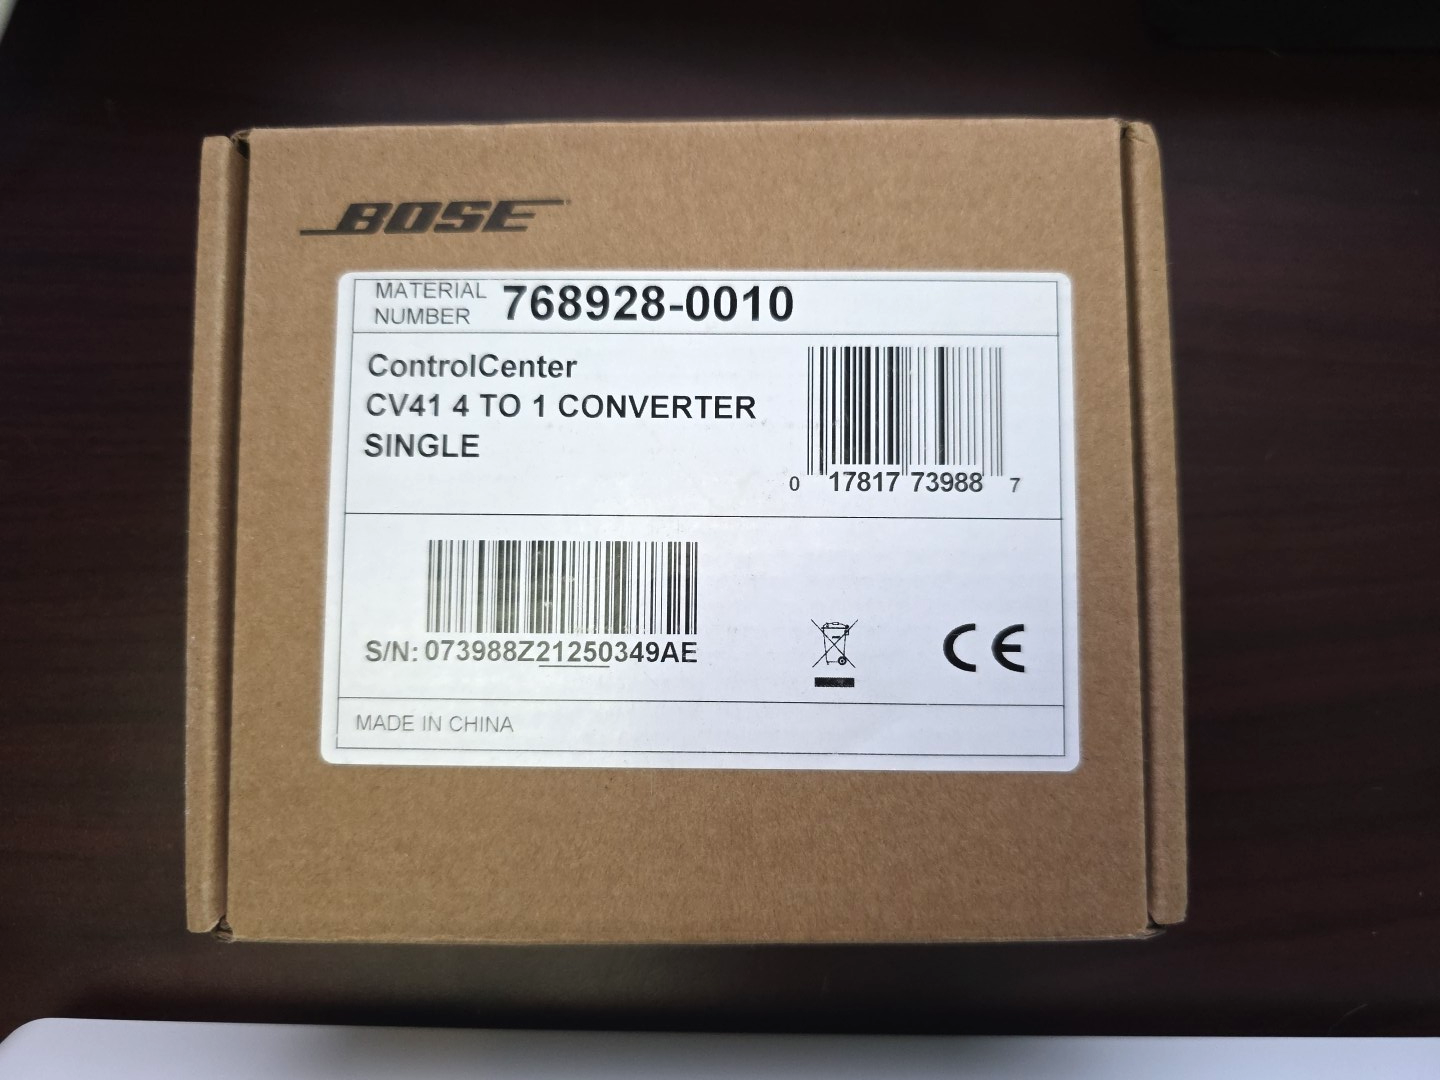 BOSE
MATERIAL NUMBER 768928-0010
ControlCenter
CV41 4 TO 1 CONVERTER
SINGLE
0 17817 73988 7
S/N: 073988Z21250349AE
CE
MADE IN CHINA